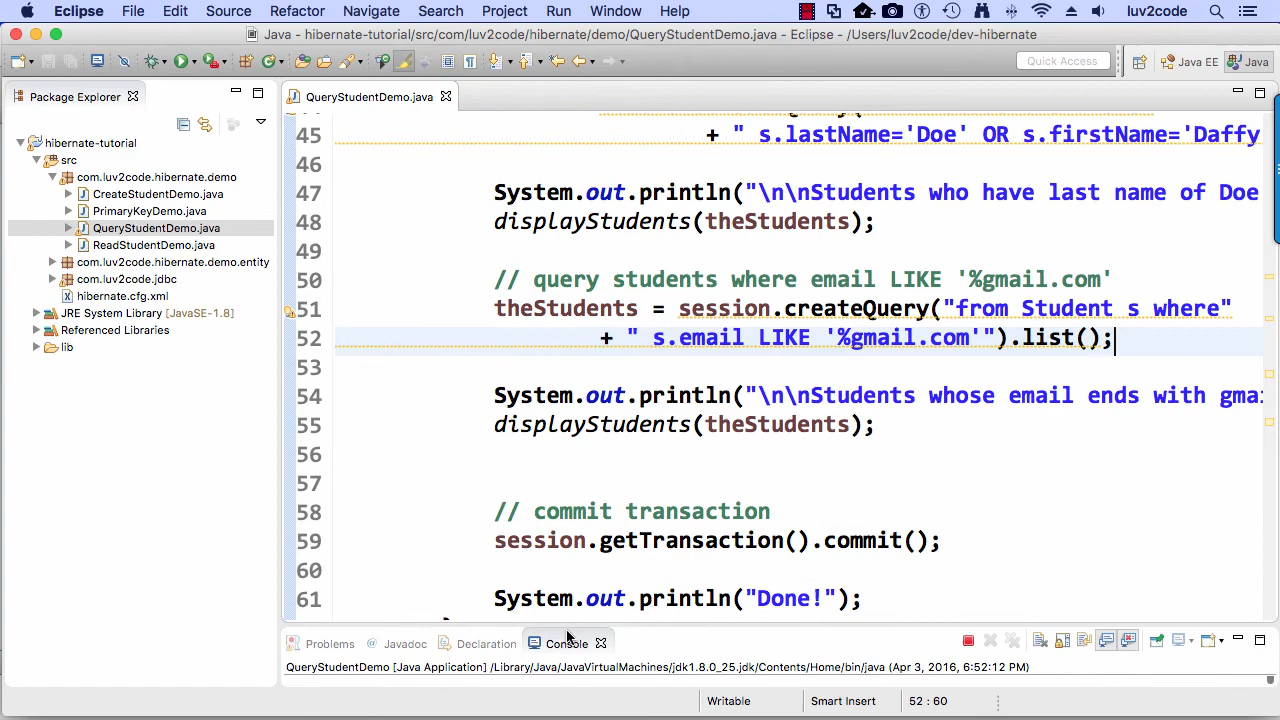 Eclipse File Edit Source Refactor Navigate Search Project Run Window Help luv2code
Java - hibernate-tutorial/src/com/luv2code/hibernate/demo/QueryStudentDemo.java - Eclipse - /Users/luv2code/dev-hibernate
Quick Access Java EE Java
Package Explorer
QueryStudentDemo.java
hibernate-tutorial
src
com.luv2code.hibernate.demo
CreateStudentDemo.java
PrimaryKeyDemo.java
QueryStudentDemo.java
ReadStudentDemo.java
com.luv2code.hibernate.demo.entity
com.luv2code.jdbc
hibernate.cfg.xml
JRE System Library [JavaSE-1.8]
Referenced Libraries
lib
45 + " s.lastName='Doe' OR s.firstName='Daffy
46
47 System.out.println("\n\nStudents who have last name of Doe
48 displayStudents(theStudents);
49
50 // query students where email LIKE '%gmail.com'
51 theStudents = session.createQuery("from Student s where"
52 + " s.email LIKE '%gmail.com'").list();
53
54 System.out.println("\n\nStudents whose email ends with gmai
55 displayStudents(theStudents);
56
57
58 // commit transaction
59 session.getTransaction().commit();
60
61 System.out.println("Done!");
Problems Javadoc Declaration Console
QueryStudentDemo [Java Application] /Library/Java/JavaVirtualMachines/jdk1.8.0_25.jdk/Contents/Home/bin/java (Apr 3, 2016, 6:52:12 PM)
Writable Smart Insert 52 : 60